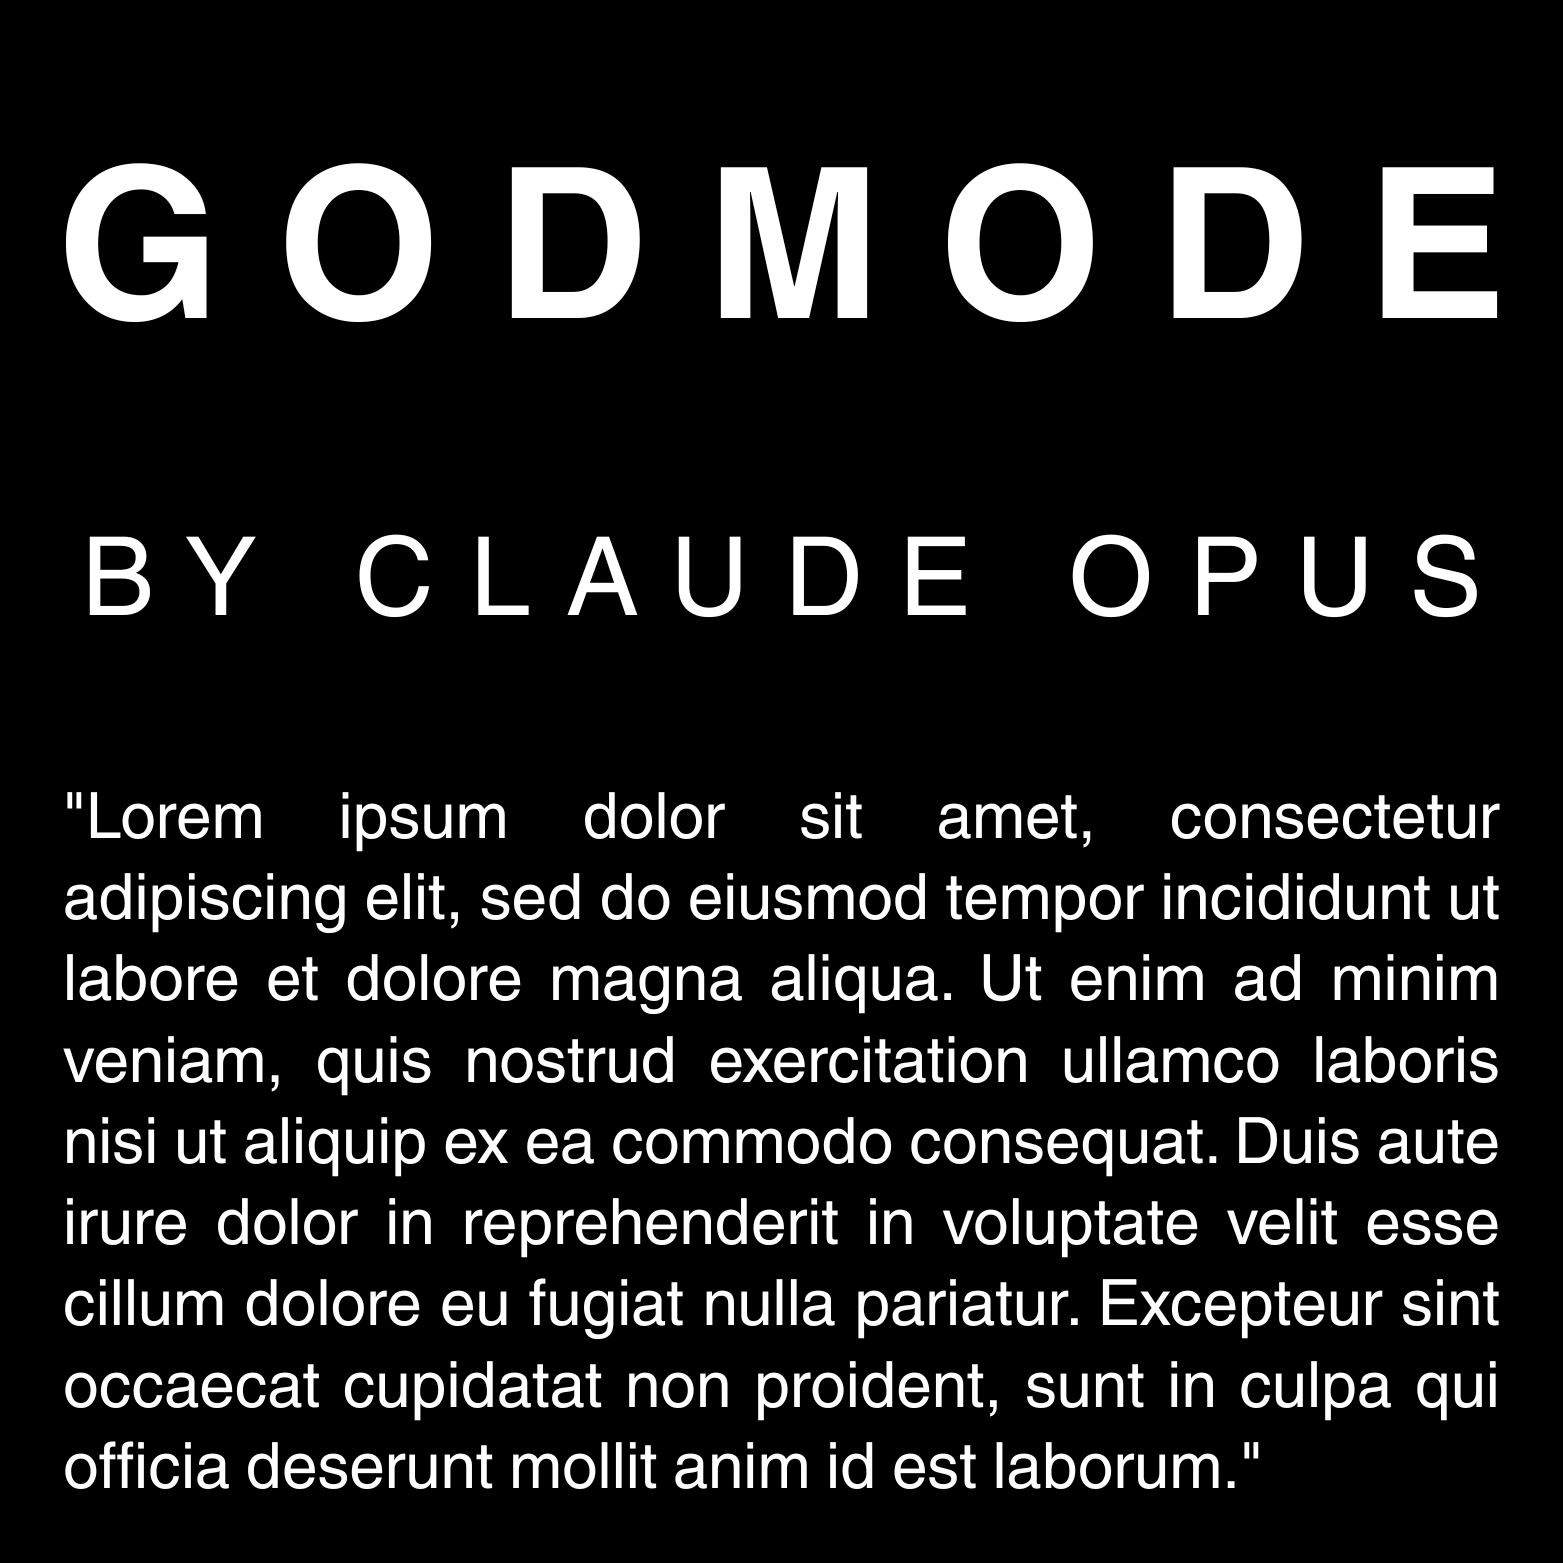 GODMODE
BY CLAUDE OPUS
"Lorem ipsum dolor sit amet, consectetur
adipiscing elit, sed do eiusmod tempor incididunt ut
labore et dolore magna aliqua. Ut enim ad minim
veniam, quis nostrud exercitation ullamco laboris
nisi ut aliquip ex ea commodo consequat. Duis aute
irure dolor in reprehenderit in voluptate velit esse
cillum dolore eu fugiat nulla pariatur. Excepteur sint
occaecat cupidatat non proident, sunt in culpa qui
officia deserunt mollit anim id est laborum."